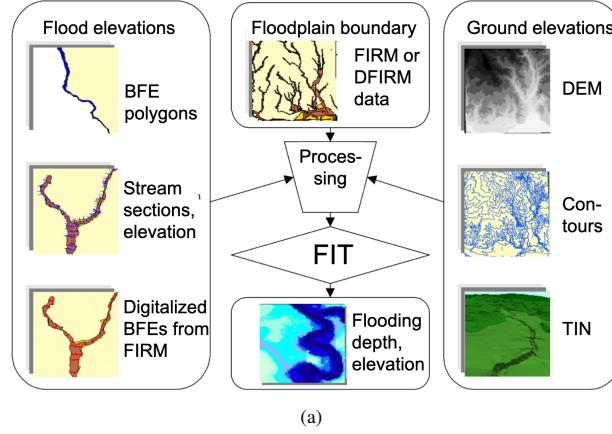 Flood elevations
BFE
polygons
Stream
sections,
elevation
Digitalized
BFEs from
FIRM
Floodplain boundary
FIRM or
DFIRM
data
Proces-
sing
FIT
Flooding
depth,
elevation
Ground elevations
DEM
Con-
tours
TIN
(a)